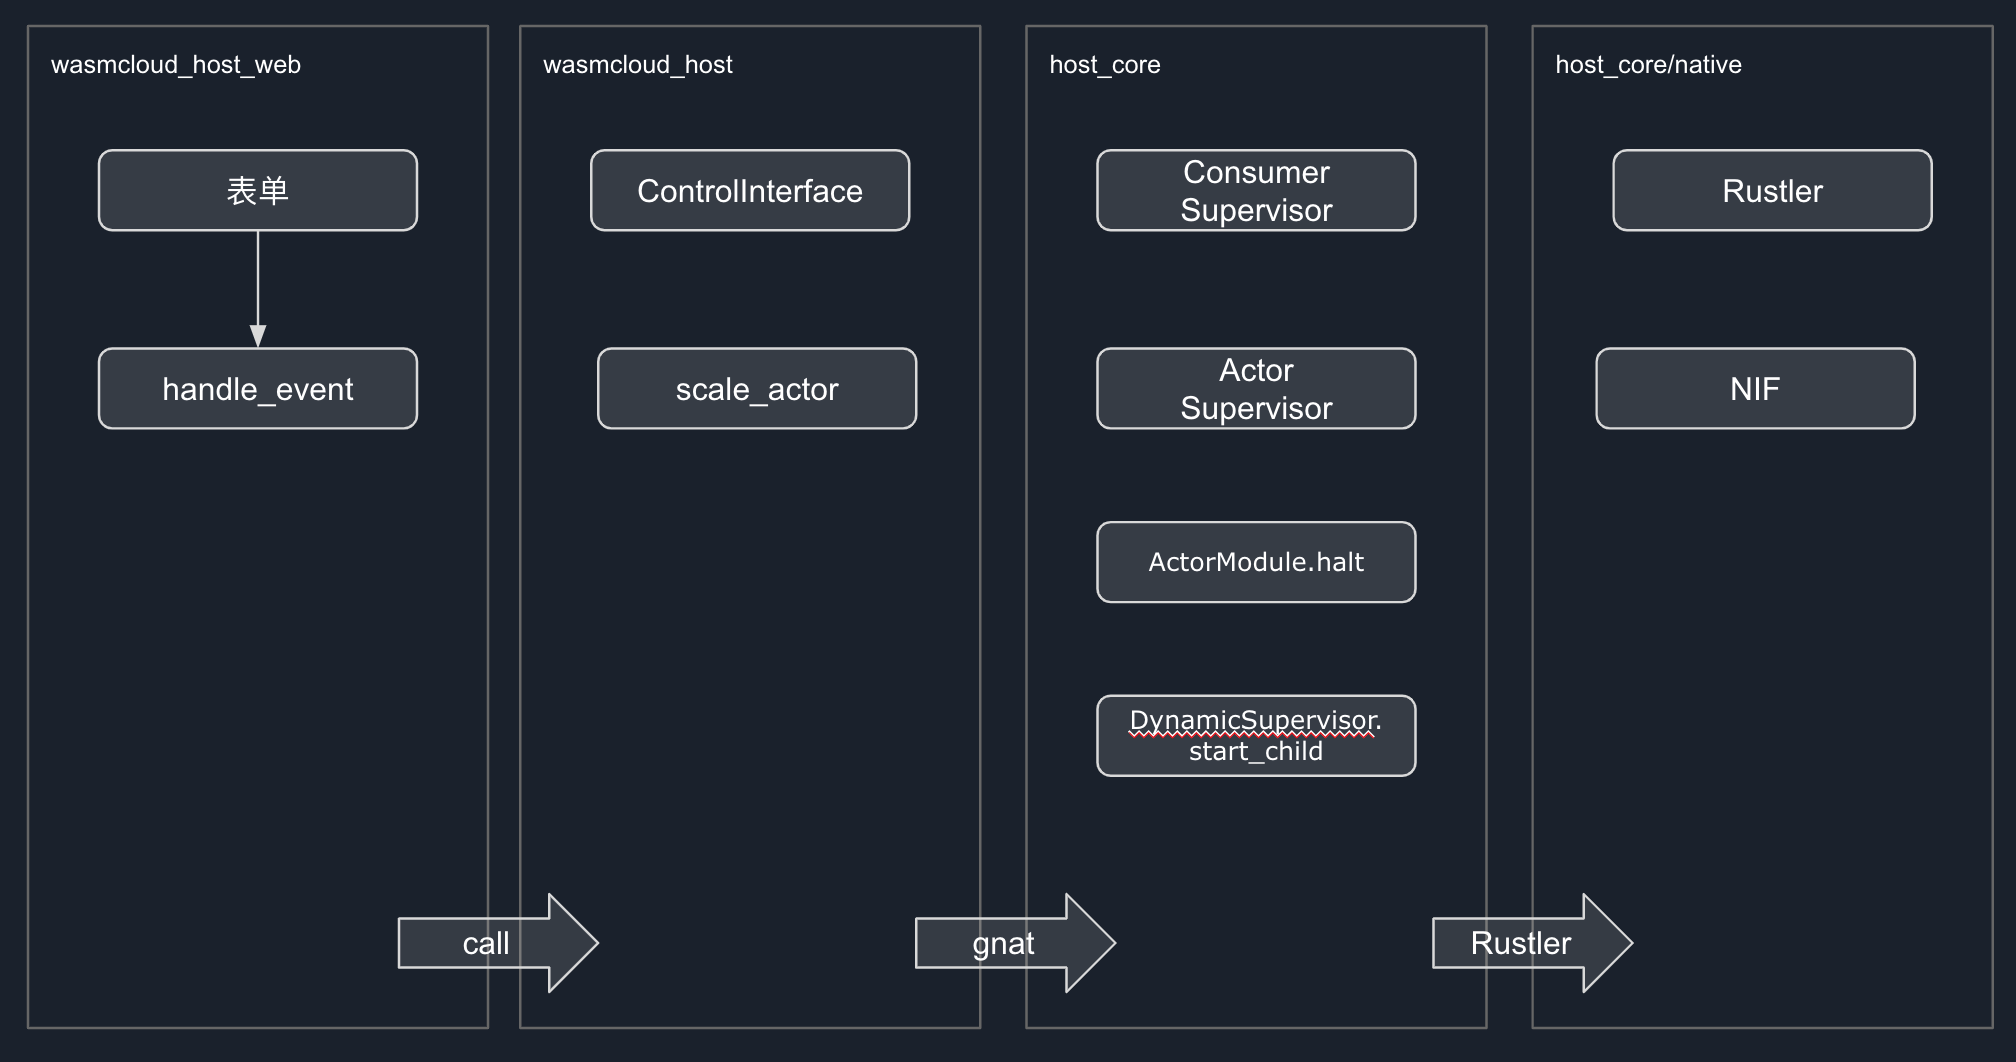 wasmcloud_host_web
表单
handle_event
wasmcloud_host
ControlInterface
scale_actor
host_core
Consumer
Supervisor
Actor
Supervisor
ActorModule.halt
DynamicSupervisor.
start_child
host_core/native
Rustler
NIF
call
gnat
Rustler